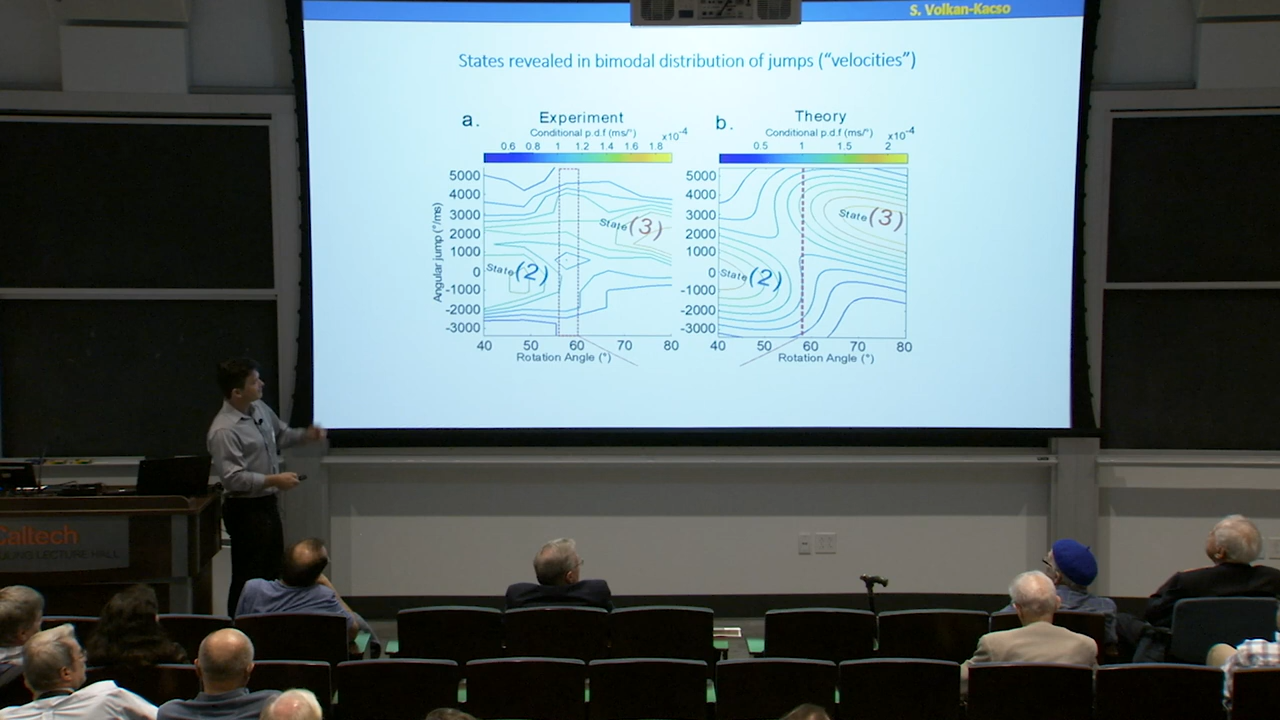 S. Volkan-Kacso
States revealed in bimodal distribution of jumps (“velocities”)
a. Experiment
Conditional p.d.f (ms/°) x10⁻⁴
0.6 0.8 1 1.2 1.4 1.6 1.8
5000
4000
3000
2000
1000
0
-1000
-2000
-3000
Angular jump (°/ms)
State (3)
State (2)
40 50 60 70 80
Rotation Angle (°)
b. Theory
Conditional p.d.f (ms/°) x10⁻⁴
0.5 1 1.5 2
5000
4000
3000
2000
1000
0
-1000
-2000
-3000
State (3)
State (2)
40 50 60 70 80
Rotation Angle (°)
Caltech
LECTURE HALL